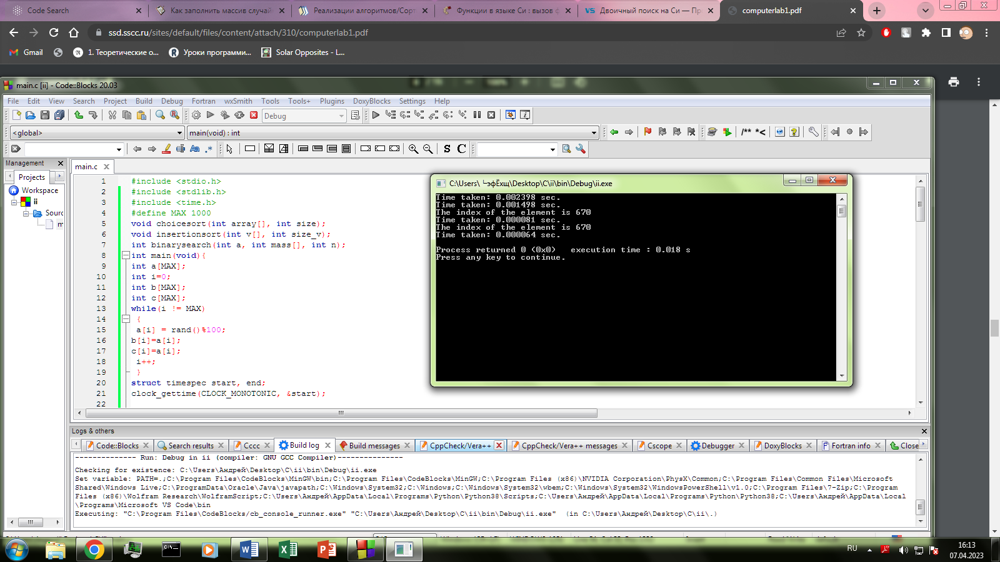 Code Search
Как заполнить массив случай
Реализации алгоритмов/Сорт
Функции в языке Си : вызов ф
Двоичный поиск на Си — Пр
computerlab1.pdf
ssd.sscc.ru/sites/default/files/content/attach/310/computerlab1.pdf
Gmail
1. Теоретические о...
Уроки программи...
Solar Opposites - L...
main.c [ii] - Code::Blocks 20.03
File Edit View Search Project Build Debug Fortran wxSmith Tools Tools+ Plugins DoxyBlocks Settings Help
Debug
<global>
main(void) : int
/** *<
Aa .*
S C
Management
Projects
Workspace
ii
Sourc
m
main.c
1 #include <stdio.h>
2 #include <stdlib.h>
3 #include <time.h>
4 #define MAX 1000
5 void choicesort(int array[], int size);
6 void insertionsort(int v[], int size_v);
7 int binarysearch(int a, int mass[], int n);
8 int main(void){
9 int a[MAX];
10 int i=0;
11 int b[MAX];
12 int c[MAX];
13 while(i != MAX)
14 {
15 a[i] = rand()%100;
16 b[i]=a[i];
17 c[i]=a[i];
18 i++;
19 }
20 struct timespec start, end;
21 clock_gettime(CLOCK_MONOTONIC, &start);
22
C:\Users\└эфЁхщ\Desktop\C\ii\bin\Debug\ii.exe
Time taken: 0.002398 sec.
Time taken: 0.001498 sec.
The index of the element is 670
Time taken: 0.000081 sec.
The index of the element is 670
Time taken: 0.000064 sec.
Process returned 0 (0x0) execution time : 0.018 s
Press any key to continue.
Logs & others
Code::Blocks
Search results
Cccc
Build log
Build messages
CppCheck/Vera++
CppCheck/Vera++ messages
Cscope
Debugger
DoxyBlocks
Fortran info
Close
-------------- Run: Debug in ii (compiler: GNU GCC Compiler)---------------
Checking for existence: C:\Users\Андрей\Desktop\C\ii\bin\Debug\ii.exe
Set variable: PATH=.;C:\Program Files\CodeBlocks\MinGW\bin;C:\Program Files\CodeBlocks\MinGW;C:\Program Files (x86)\NVIDIA Corporation\PhysX\Common;C:\Program Files\Common Files\Microsoft
Shared\Windows Live;C:\ProgramData\Oracle\Java\javapath;C:\Windows\System32;C:\Windows;C:\Windows\System32\wbem;C:\Windows\System32\WindowsPowerShell\v1.0;C:\Program Files\7-Zip;C:\Program
Files (x86)\Wolfram Research\WolframScript;C:\Users\Андрей\AppData\Local\Programs\Python\Python38\Scripts;C:\Users\Андрей\AppData\Local\Programs\Python\Python38;C:\Users\Андрей\AppData\Local
\Programs\Microsoft VS Code\bin
Executing: "C:\Program Files\CodeBlocks/cb_console_runner.exe" "C:\Users\Андрей\Desktop\C\ii\bin\Debug\ii.exe" (in C:\Users\Андрей\Desktop\C\ii\.)
RU
16:13
07.04.2023